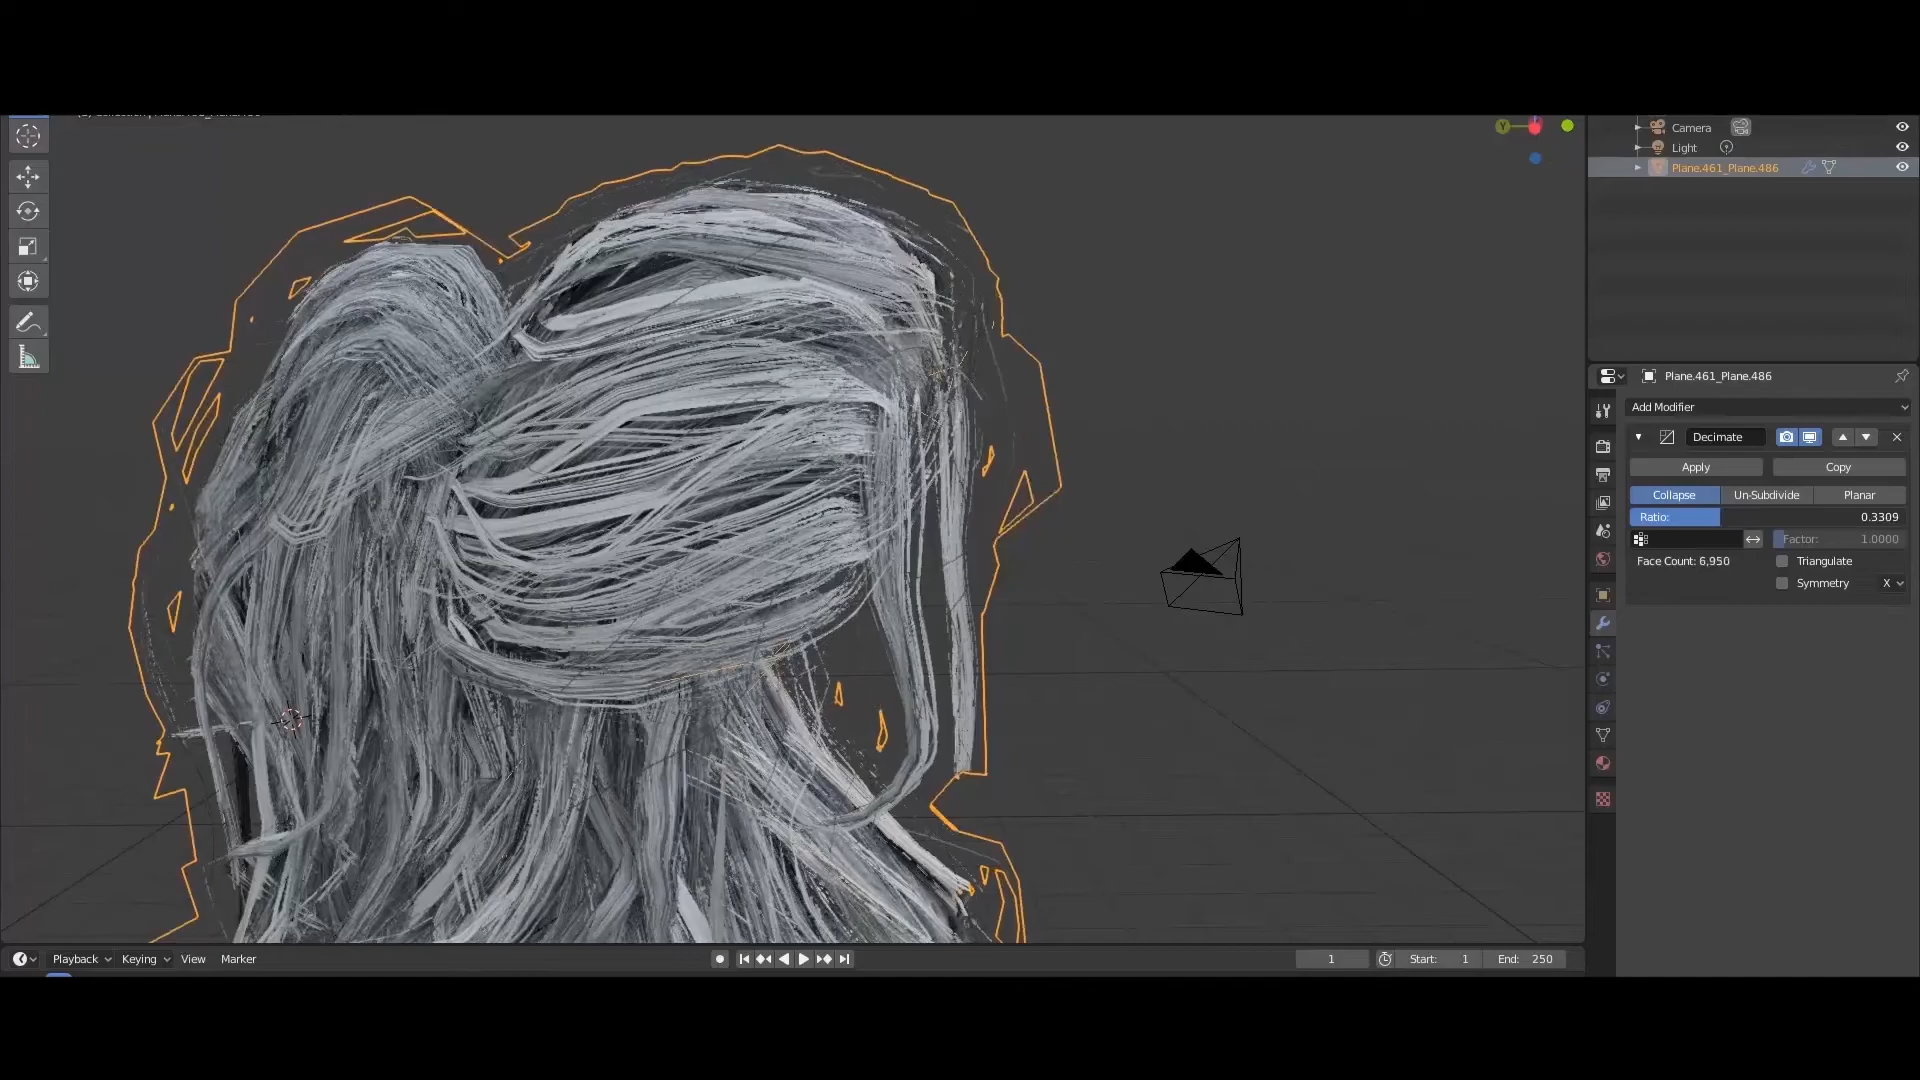 Y
Camera
Light
Plane.461_Plane.486
Plane.461_Plane.486
Add Modifier
Decimate
Apply Copy
Collapse Un-Subdivide Planar
Ratio: 0.3309
Factor: 1.0000
Face Count: 6,950 Triangulate
Symmetry X
Playback Keying View Marker
1 Start: 1 End: 250